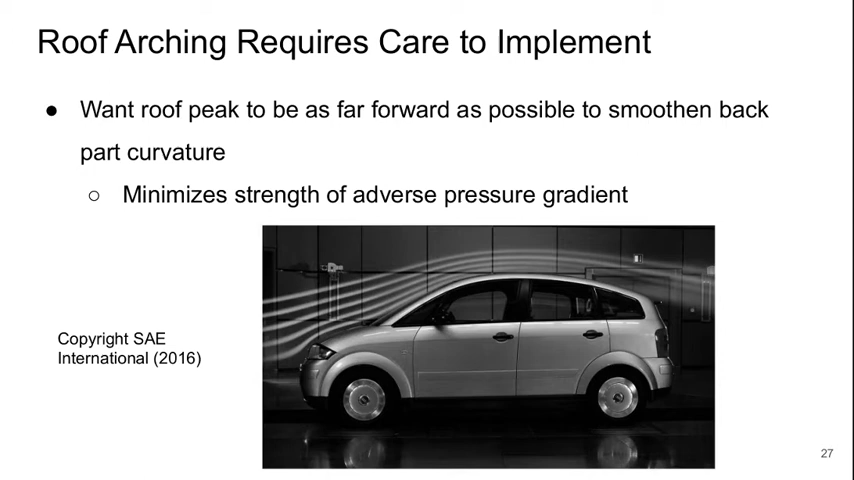 Roof Arching Requires Care to Implement
● Want roof peak to be as far forward as possible to smoothen back
part curvature
○ Minimizes strength of adverse pressure gradient
Copyright SAE
International (2016)
27